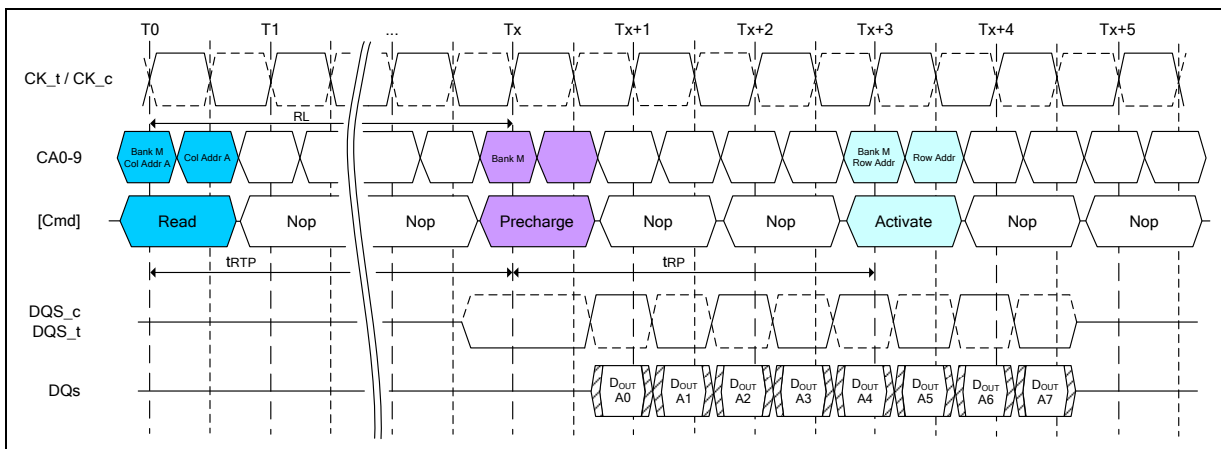 T0 T1 ... Tx Tx+1 Tx+2 Tx+3 Tx+4 Tx+5
CK_t / CK_c
RL
CA0-9
Bank M
Col Addr A
Col Addr A
Bank M
Bank M
Row Addr
Row Addr
[Cmd] Read Nop Nop Precharge Nop Nop Activate Nop Nop
tRTP tRP
DQS_c
DQS_t
DQs
DOUT DOUT DOUT DOUT DOUT DOUT DOUT DOUT
A0 A1 A2 A3 A4 A5 A6 A7